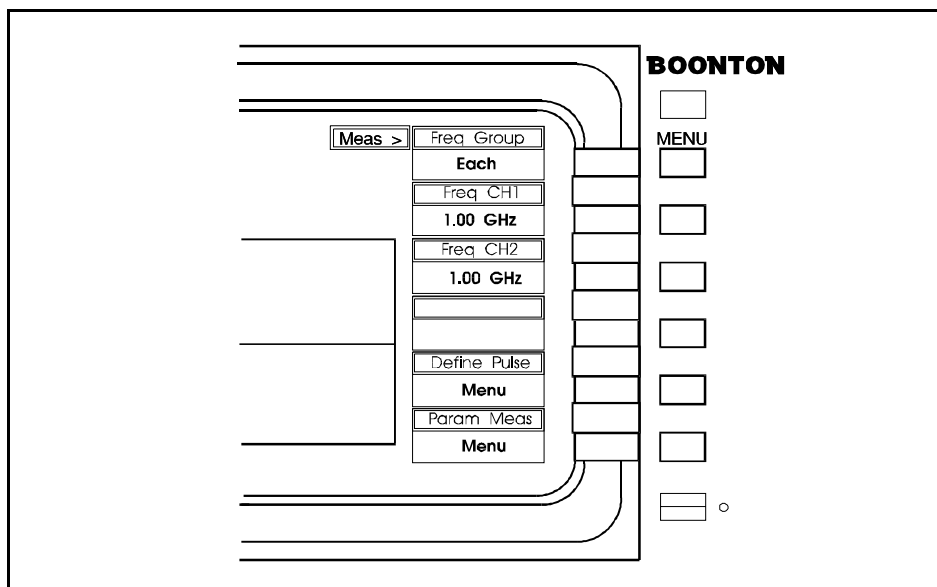 BOONTON
MENU
Meas >
Freq Group
Each
Freq CH1
1.00 GHz
Freq CH2
1.00 GHz
Define Pulse
Menu
Param Meas
Menu